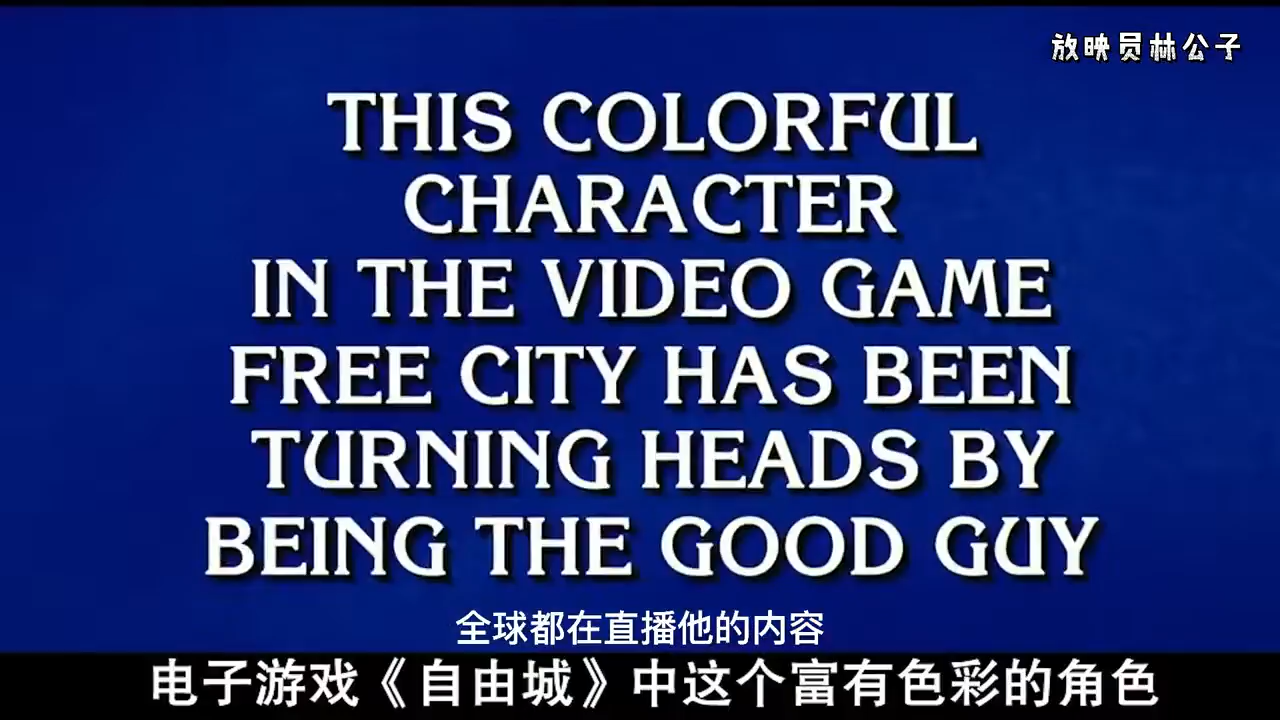 放映员林公子
THIS COLORFUL
CHARACTER
IN THE VIDEO GAME
FREE CITY HAS BEEN
TURNING HEADS BY
BEING THE GOOD GUY
全球都在直播他的内容
电子游戏《自由城》中这个富有色彩的角色